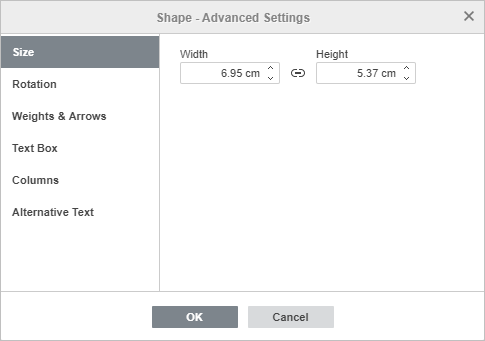 Shape - Advanced Settings
Size
Rotation
Weights & Arrows
Text Box
Columns
Alternative Text
Width
Height
6.95 cm
5.37 cm
OK
Cancel